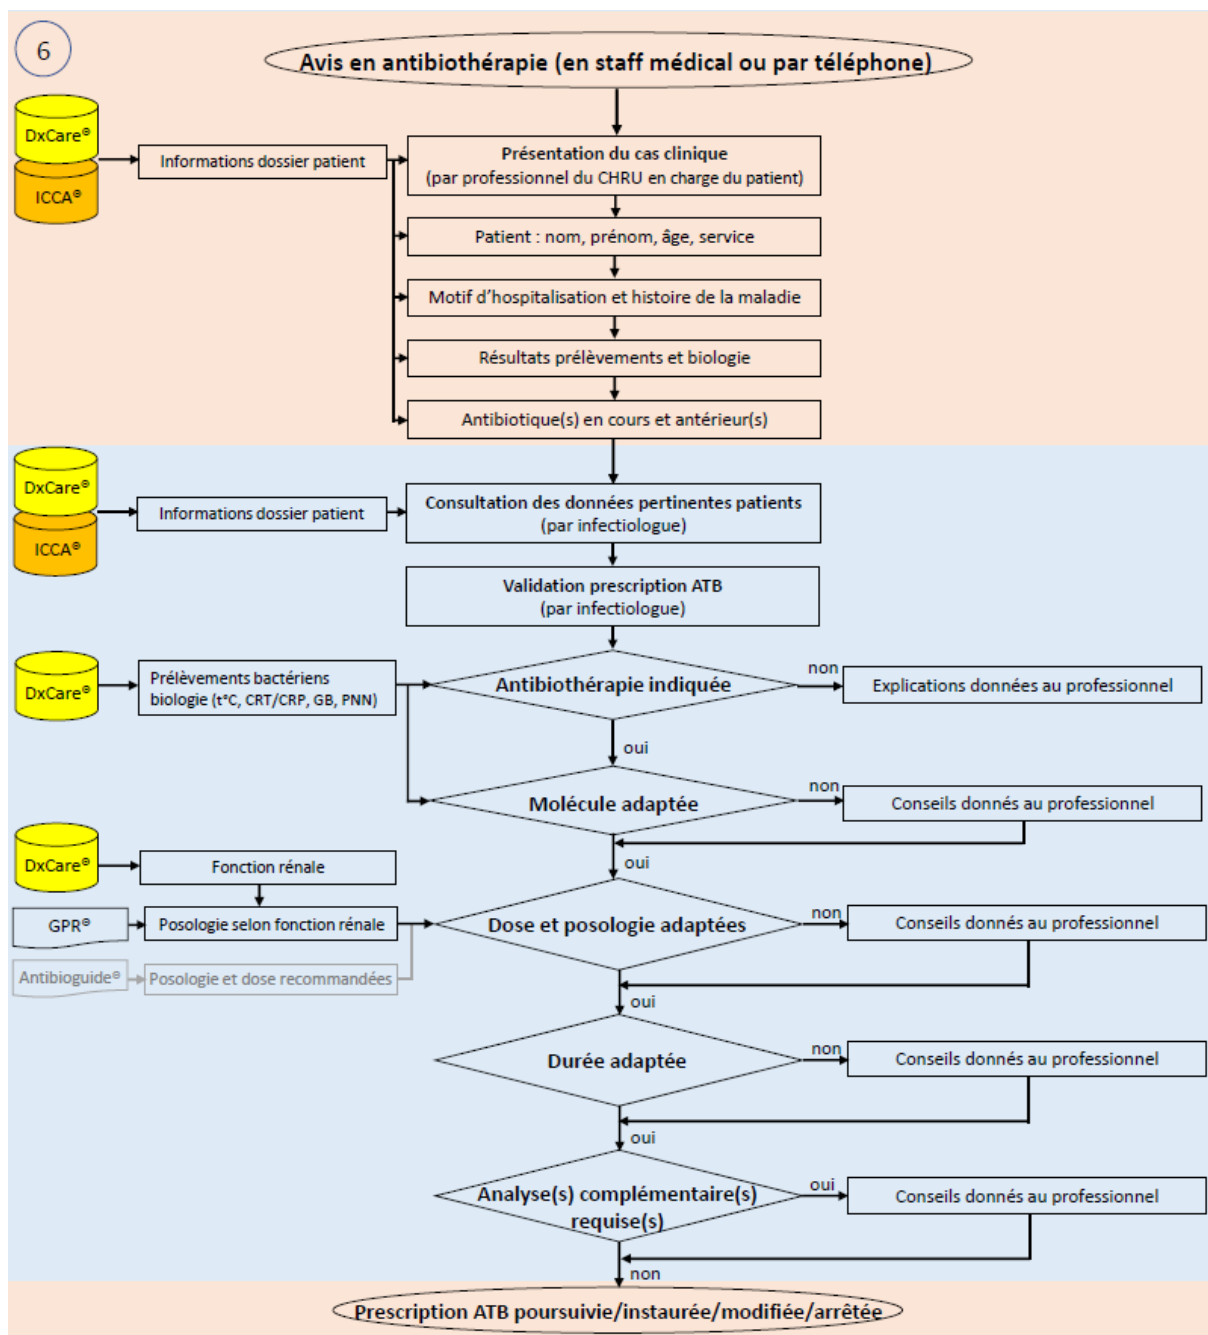 6
Avis en antibiothérapie (en staff médical ou par téléphone)
DxCare®
ICCA®
Informations dossier patient
Présentation du cas clinique
(par professionnel du CHRU en charge du patient)
Patient : nom, prénom, âge, service
Motif d’hospitalisation et histoire de la maladie
Résultats prélèvements et biologie
Antibiotique(s) en cours et antérieur(s)
DxCare®
ICCA®
Informations dossier patient
Consultation des données pertinentes patients
(par infectiologue)
Validation prescription ATB
(par infectiologue)
DxCare®
Prélèvements bactériens
biologie (t°C, CRT/CRP, GB, PNN)
Antibiothérapie indiquée
non
Explications données au professionnel
oui
Molécule adaptée
non
Conseils donnés au professionnel
oui
DxCare®
Fonction rénale
GPR®
Posologie selon fonction rénale
Antibioguide®
Posologie et dose recommandées
Dose et posologie adaptées
non
Conseils donnés au professionnel
oui
Durée adaptée
non
Conseils donnés au professionnel
oui
Analyse(s) complémentaire(s)
requise(s)
oui
Conseils donnés au professionnel
non
Prescription ATB poursuivie/instaurée/modifiée/arrêtée